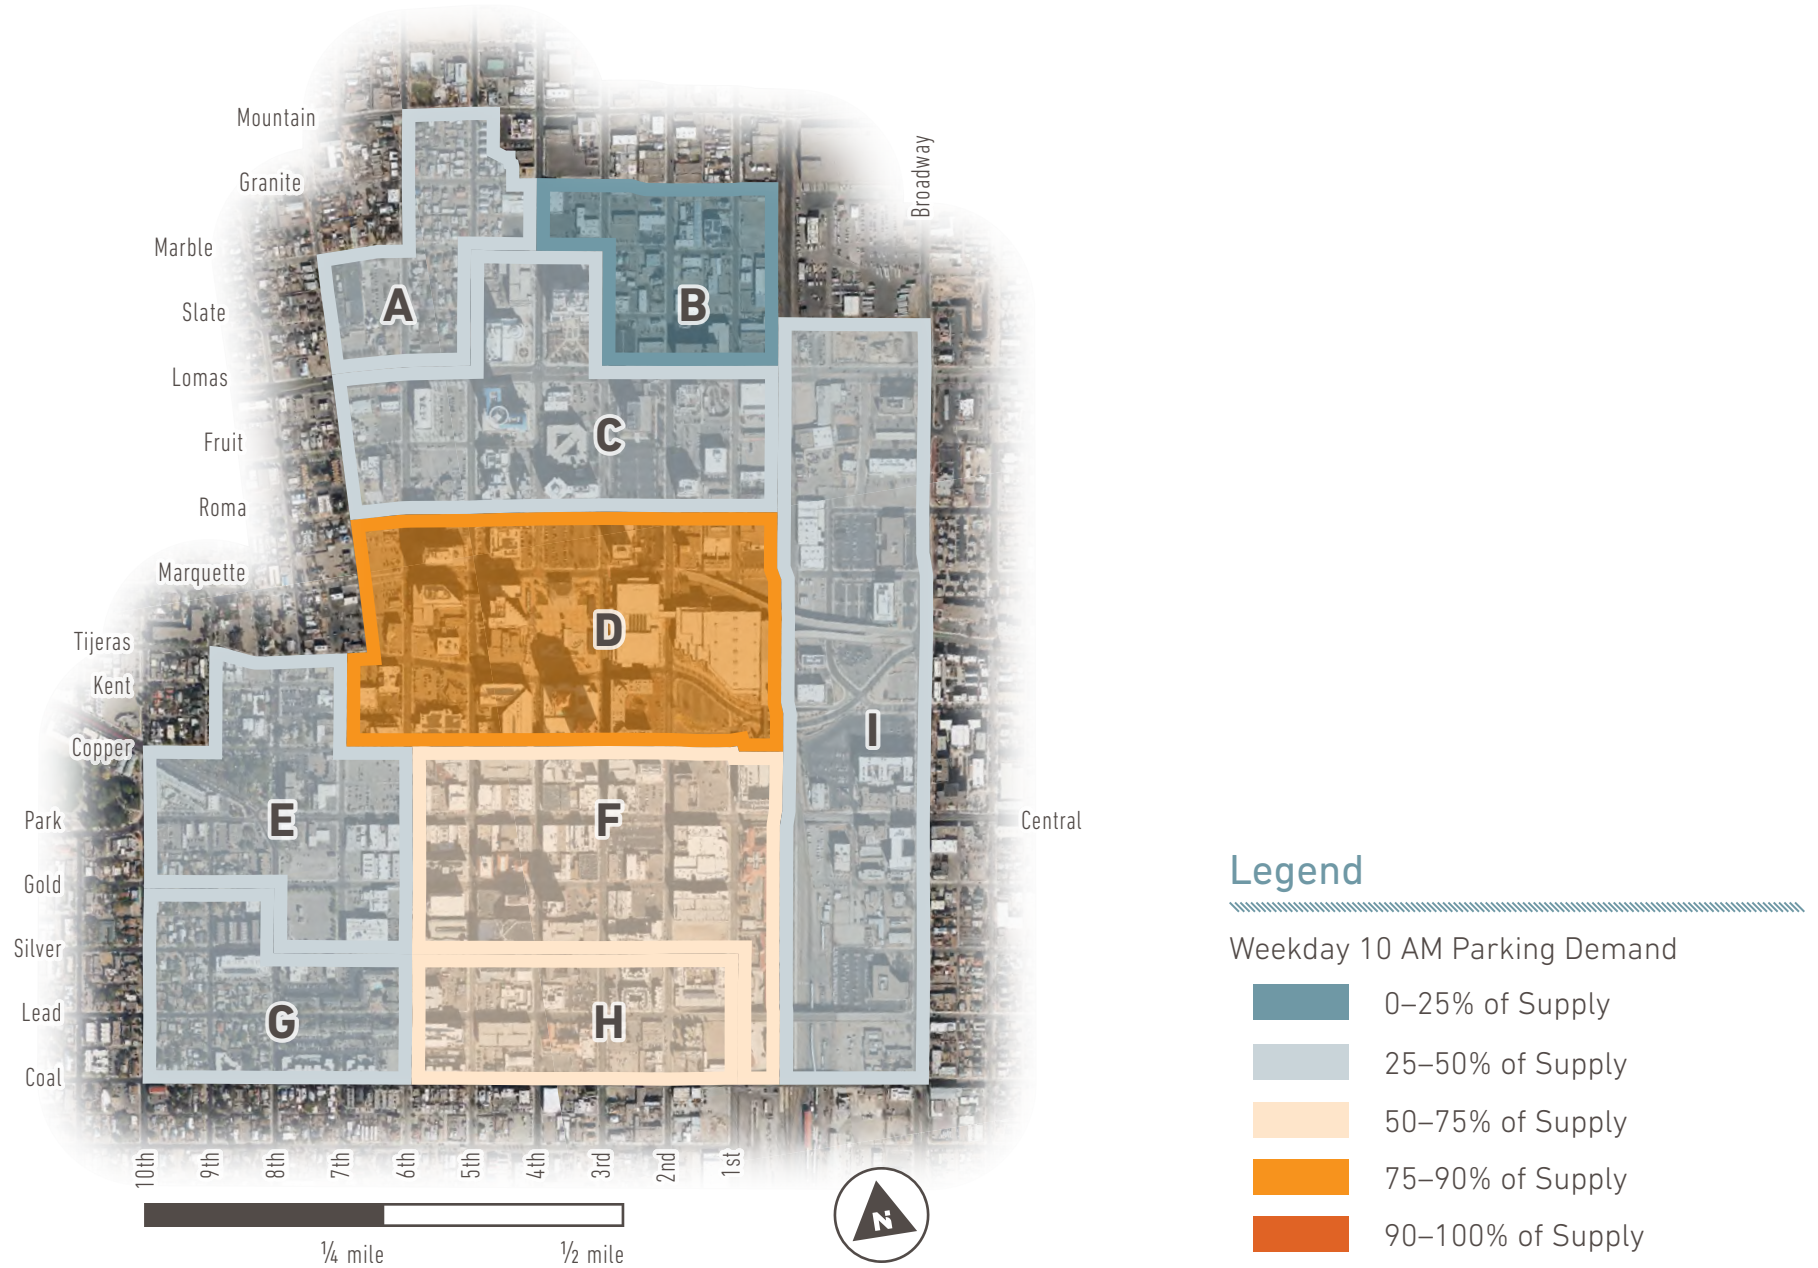 Mountain
Granite
Broadway
Marble
Slate
A
B
Lomas
Fruit
C
Roma
Marquette
Tijeras
D
Kent
Copper
I
Park
E
F
Central
Gold
Silver
Lead
G
H
Coal
10th
9th
8th
7th
6th
5th
4th
3rd
2nd
1st
N
¼ mile
½ mile
Legend
Weekday 10 AM Parking Demand
0–25% of Supply
25–50% of Supply
50–75% of Supply
75–90% of Supply
90–100% of Supply